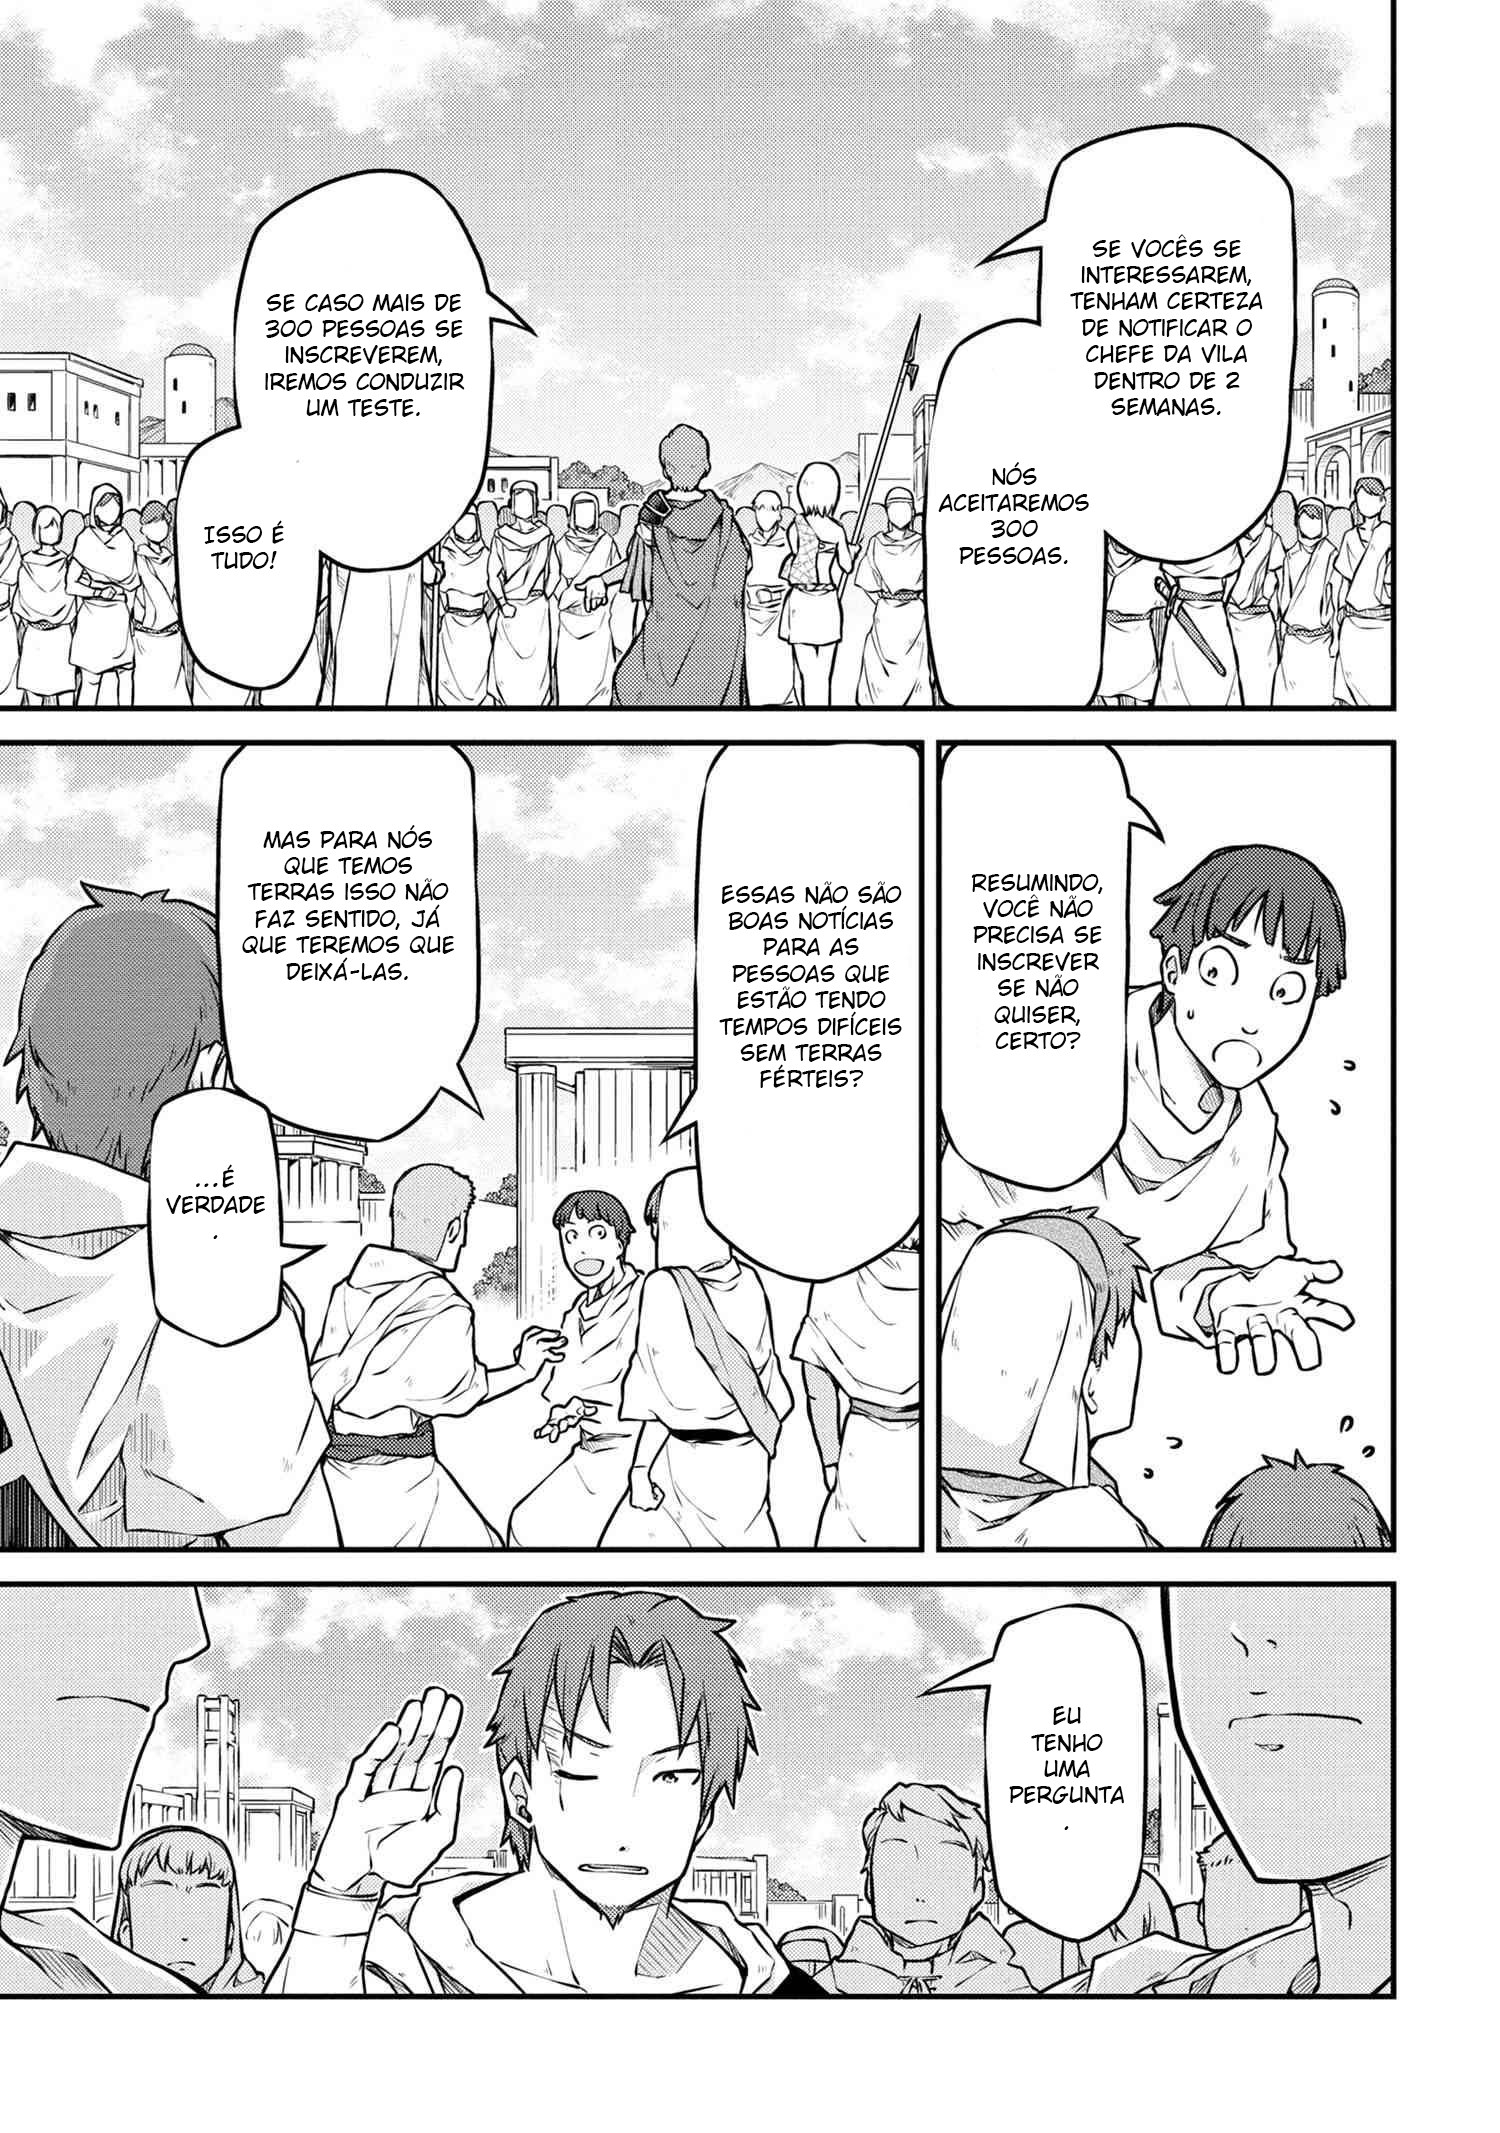 SE VOCÊS SE
INTERESSAREM,
TENHAM CERTEZA
DE NOTIFICAR O
CHEFE DA VILA
DENTRO DE 2
SEMANAS.
NÓS
ACEITAREMOS
300
PESSOAS.
SE CASO MAIS DE
300 PESSOAS SE
INSCREVEREM,
IREMOS CONDUZIR
UM TESTE.
ISSO É
TUDO!
RESUMINDO,
VOCÊ NÃO
PRECISA SE
INSCREVER
SE NÃO
QUISER,
CERTO?
ESSAS NÃO SÃO
BOAS NOTÍCIAS
PARA AS
PESSOAS QUE
ESTÃO TENDO
TEMPOS DIFÍCEIS
SEM TERRAS
FÉRTEIS?
MAS PARA NÓS
QUE TEMOS
TERRAS ISSO NÃO
FAZ SENTIDO, JÁ
QUE TEREMOS QUE
DEIXÁ-LAS.
...É
VERDADE
.
EU
TENHO
UMA
PERGUNTA
.